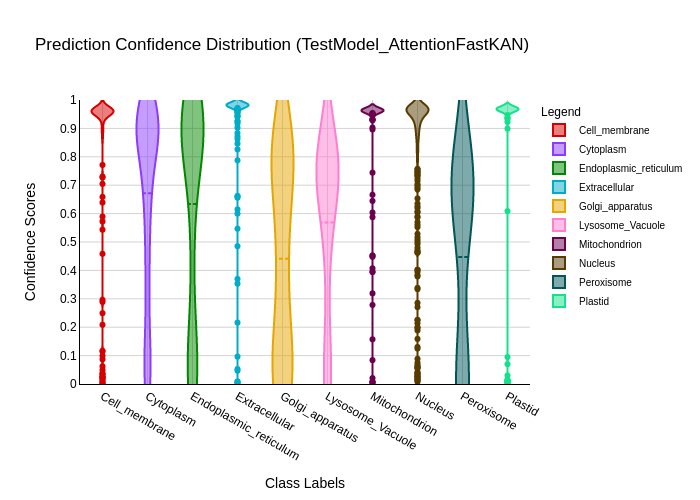 Prediction Confidence Distribution (TestModel_AttentionFastKAN)
Legend
Cell_membrane
Cytoplasm
Endoplasmic_reticulum
Extracellular
Golgi_apparatus
Lysosome_Vacuole
Mitochondrion
Nucleus
Peroxisome
Plastid
Confidence Scores
1
0.9
0.8
0.7
0.6
0.5
0.4
0.3
0.2
0.1
0
Cell_membrane
Cytoplasm
Endoplasmic_reticulum
Extracellular
Golgi_apparatus
Lysosome_Vacuole
Mitochondrion
Nucleus
Peroxisome
Plastid
Class Labels